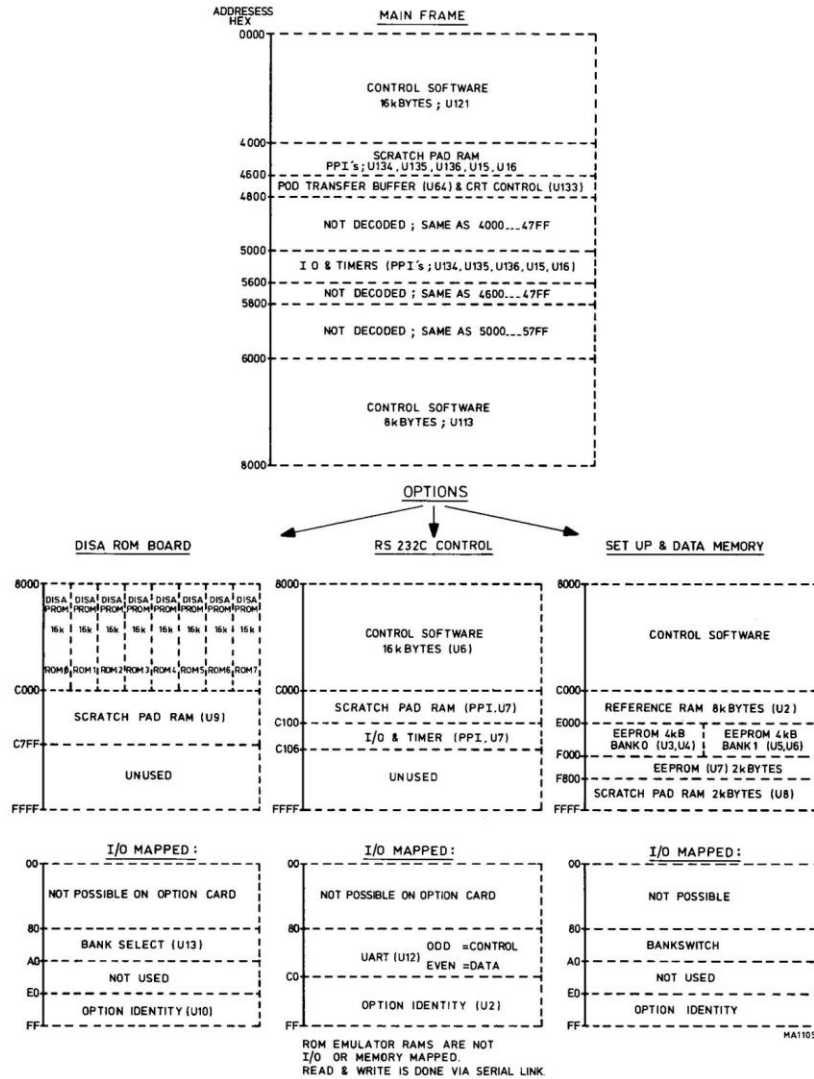 ADDRESESS
HEX
MAIN FRAME
0000
CONTROL SOFTWARE
16kBYTES ; U121
4000
SCRATCH PAD RAM
PPI's ; U134, U135, U136, U15, U16
4600
POD TRANSFER BUFFER (U64) & CRT CONTROL (U133)
4800
NOT DECODED ; SAME AS 4000...47FF
5000
I O & TIMERS (PPI's ; U134, U135, U136, U15, U16)
5600
NOT DECODED ; SAME AS 4600...47FF
5800
NOT DECODED ; SAME AS 5000...57FF
6000
CONTROL SOFTWARE
8kBYTES ; U113
8000
OPTIONS
DISA ROM BOARD
8000
DISA DISA DISA DISA DISA DISA DISA
PROM PROM PROM PROM PROM PROM PROM
16k 16k 16k 16k 16k 16k 16k
ROM0 ROM1 ROM2 ROM3 ROM4 ROM5 ROM6 ROM7
C000
SCRATCH PAD RAM (U9)
C7FF
UNUSED
FFFF
RS 232C CONTROL
8000
CONTROL SOFTWARE
16kBYTES (U6)
C000
SCRATCH PAD RAM (PPI, U7)
C100
I/O & TIMER (PPI, U7)
C106
UNUSED
FFFF
SET UP & DATA MEMORY
8000
CONTROL SOFTWARE
C000
REFERENCE RAM 8kBYTES (U2)
E000
EEPROM 4kB EEPROM 4kB
BANK0 (U3,U4) BANK1 (U5,U6)
F000
EEPROM (U7) 2kBYTES
F800
SCRATCH PAD RAM 2kBYTES (U8)
FFFF
I/O MAPPED :
00
NOT POSSIBLE ON OPTION CARD
80
BANK SELECT (U13)
A0
NOT USED
E0
OPTION IDENTITY (U10)
FF
I/O MAPPED :
00
NOT POSSIBLE ON OPTION CARD
80
UART (U12) ODD =CONTROL
EVEN =DATA
C0
OPTION IDENTITY (U2)
FF
I/O MAPPED :
00
NOT POSSIBLE
80
BANKSWITCH
A0
NOT USED
E0
OPTION IDENTITY
FF
MA1105
ROM EMULATOR RAMS ARE NOT
I/O OR MEMORY MAPPED.
READ & WRITE IS DONE VIA SERIAL LINK.